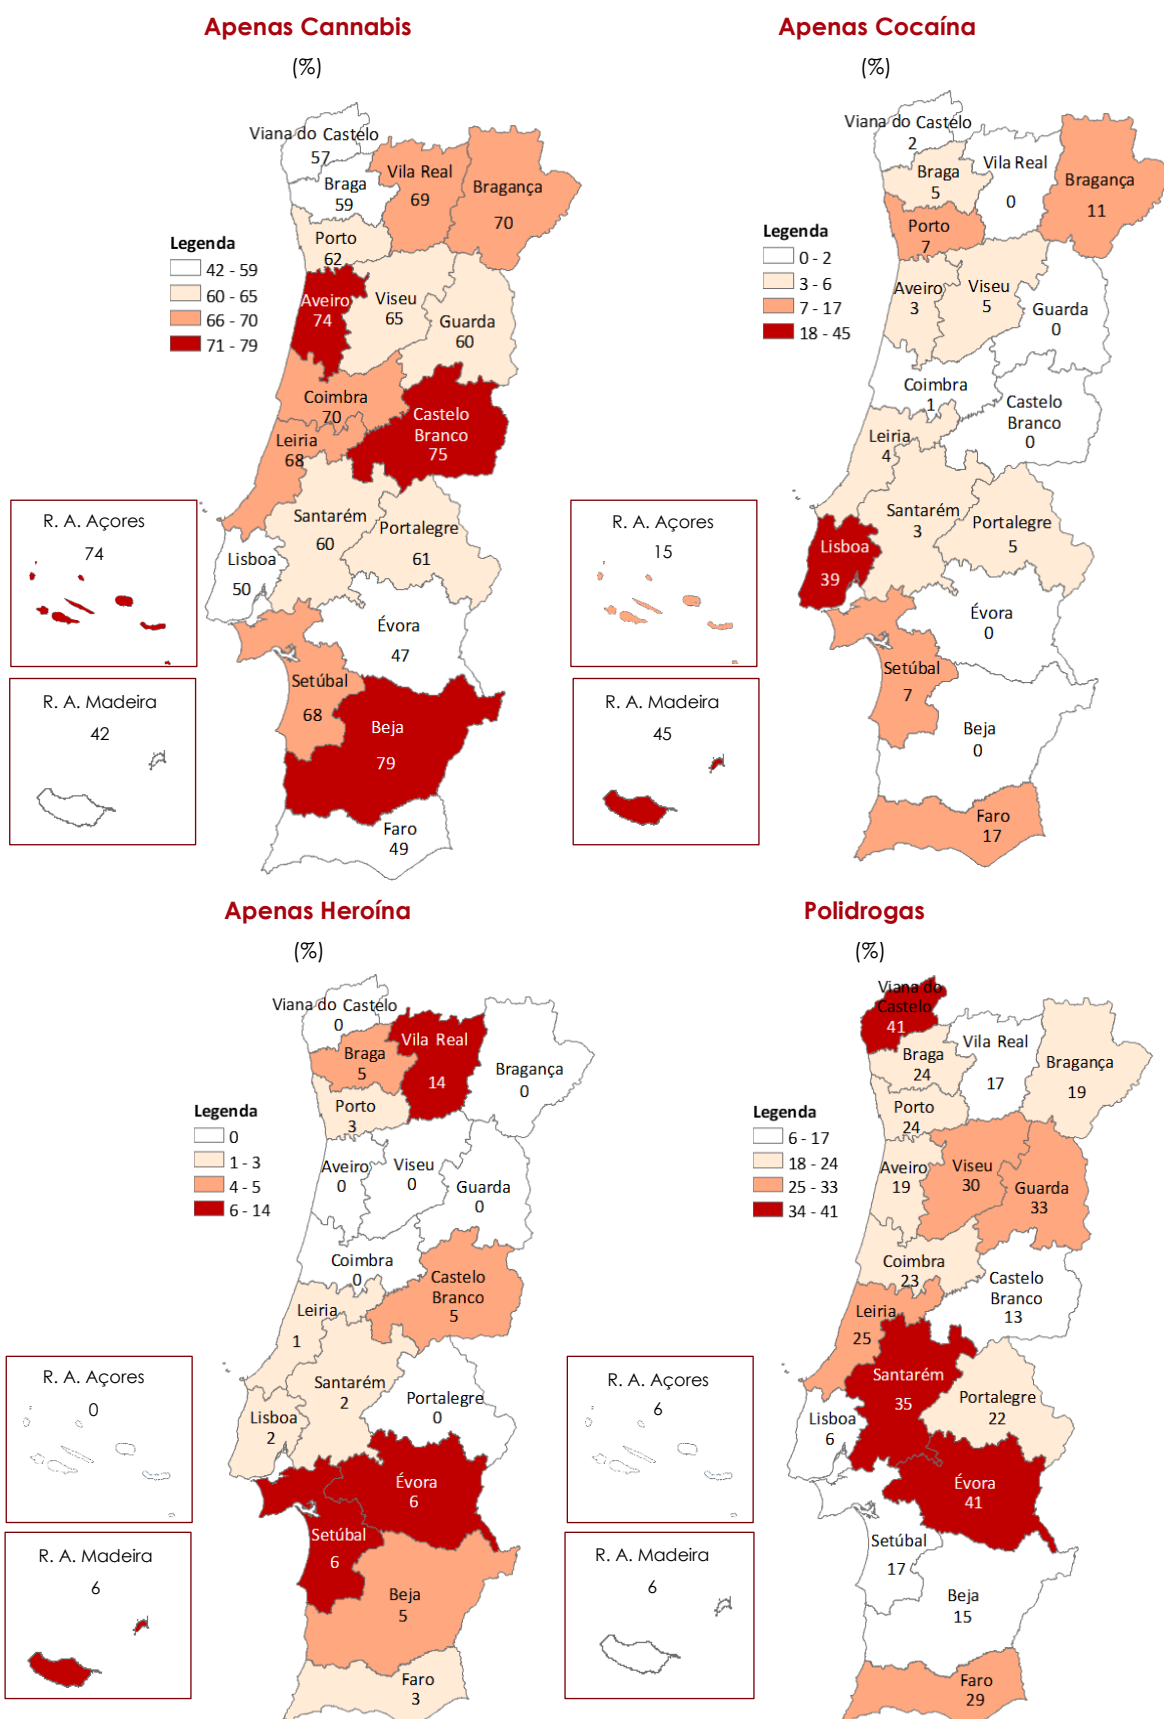 Apenas Cannabis
(%)
Viana do Castelo
57
Braga
59
Vila Real
69
Bragança
70
Porto
62
Legenda
42 - 59
60 - 65
66 - 70
71 - 79
Aveiro
74
Viseu
65
Guarda
60
Coimbra
70
Castelo
Branco
75
Leiria
68
Santarém
60
Portalegre
61
Lisboa
50
R. A. Açores
74
Évora
47
Setúbal
68
R. A. Madeira
42
Beja
79
Faro
49
Apenas Cocaína
(%)
Viana do Castelo
2
Braga
5
Vila Real
0
Bragança
11
Porto
7
Legenda
0 - 2
3 - 6
7 - 17
18 - 45
Aveiro
3
Viseu
5
Guarda
0
Coimbra
1
Castelo
Branco
0
Leiria
4
Santarém
3
Portalegre
5
Lisboa
39
R. A. Açores
15
Évora
0
Setúbal
7
R. A. Madeira
45
Beja
0
Faro
17
Apenas Heroína
(%)
Viana do Castelo
0
Braga
5
Vila Real
14
Bragança
0
Porto
3
Legenda
0
1 - 3
4 - 5
6 - 14
Aveiro
0
Viseu
0
Guarda
0
Coimbra
0
Castelo
Branco
5
Leiria
1
Santarém
2
Portalegre
0
Lisboa
2
R. A. Açores
0
Évora
6
Setúbal
6
R. A. Madeira
6
Beja
5
Faro
3
Polidrogas
(%)
Viana do
Castelo
41
Braga
24
Vila Real
17
Bragança
19
Porto
24
Legenda
6 - 17
18 - 24
25 - 33
34 - 41
Aveiro
19
Viseu
30
Guarda
33
Coimbra
23
Castelo
Branco
13
Leiria
25
Santarém
35
Portalegre
22
Lisboa
6
R. A. Açores
6
Évora
41
Setúbal
17
R. A. Madeira
6
Beja
15
Faro
29